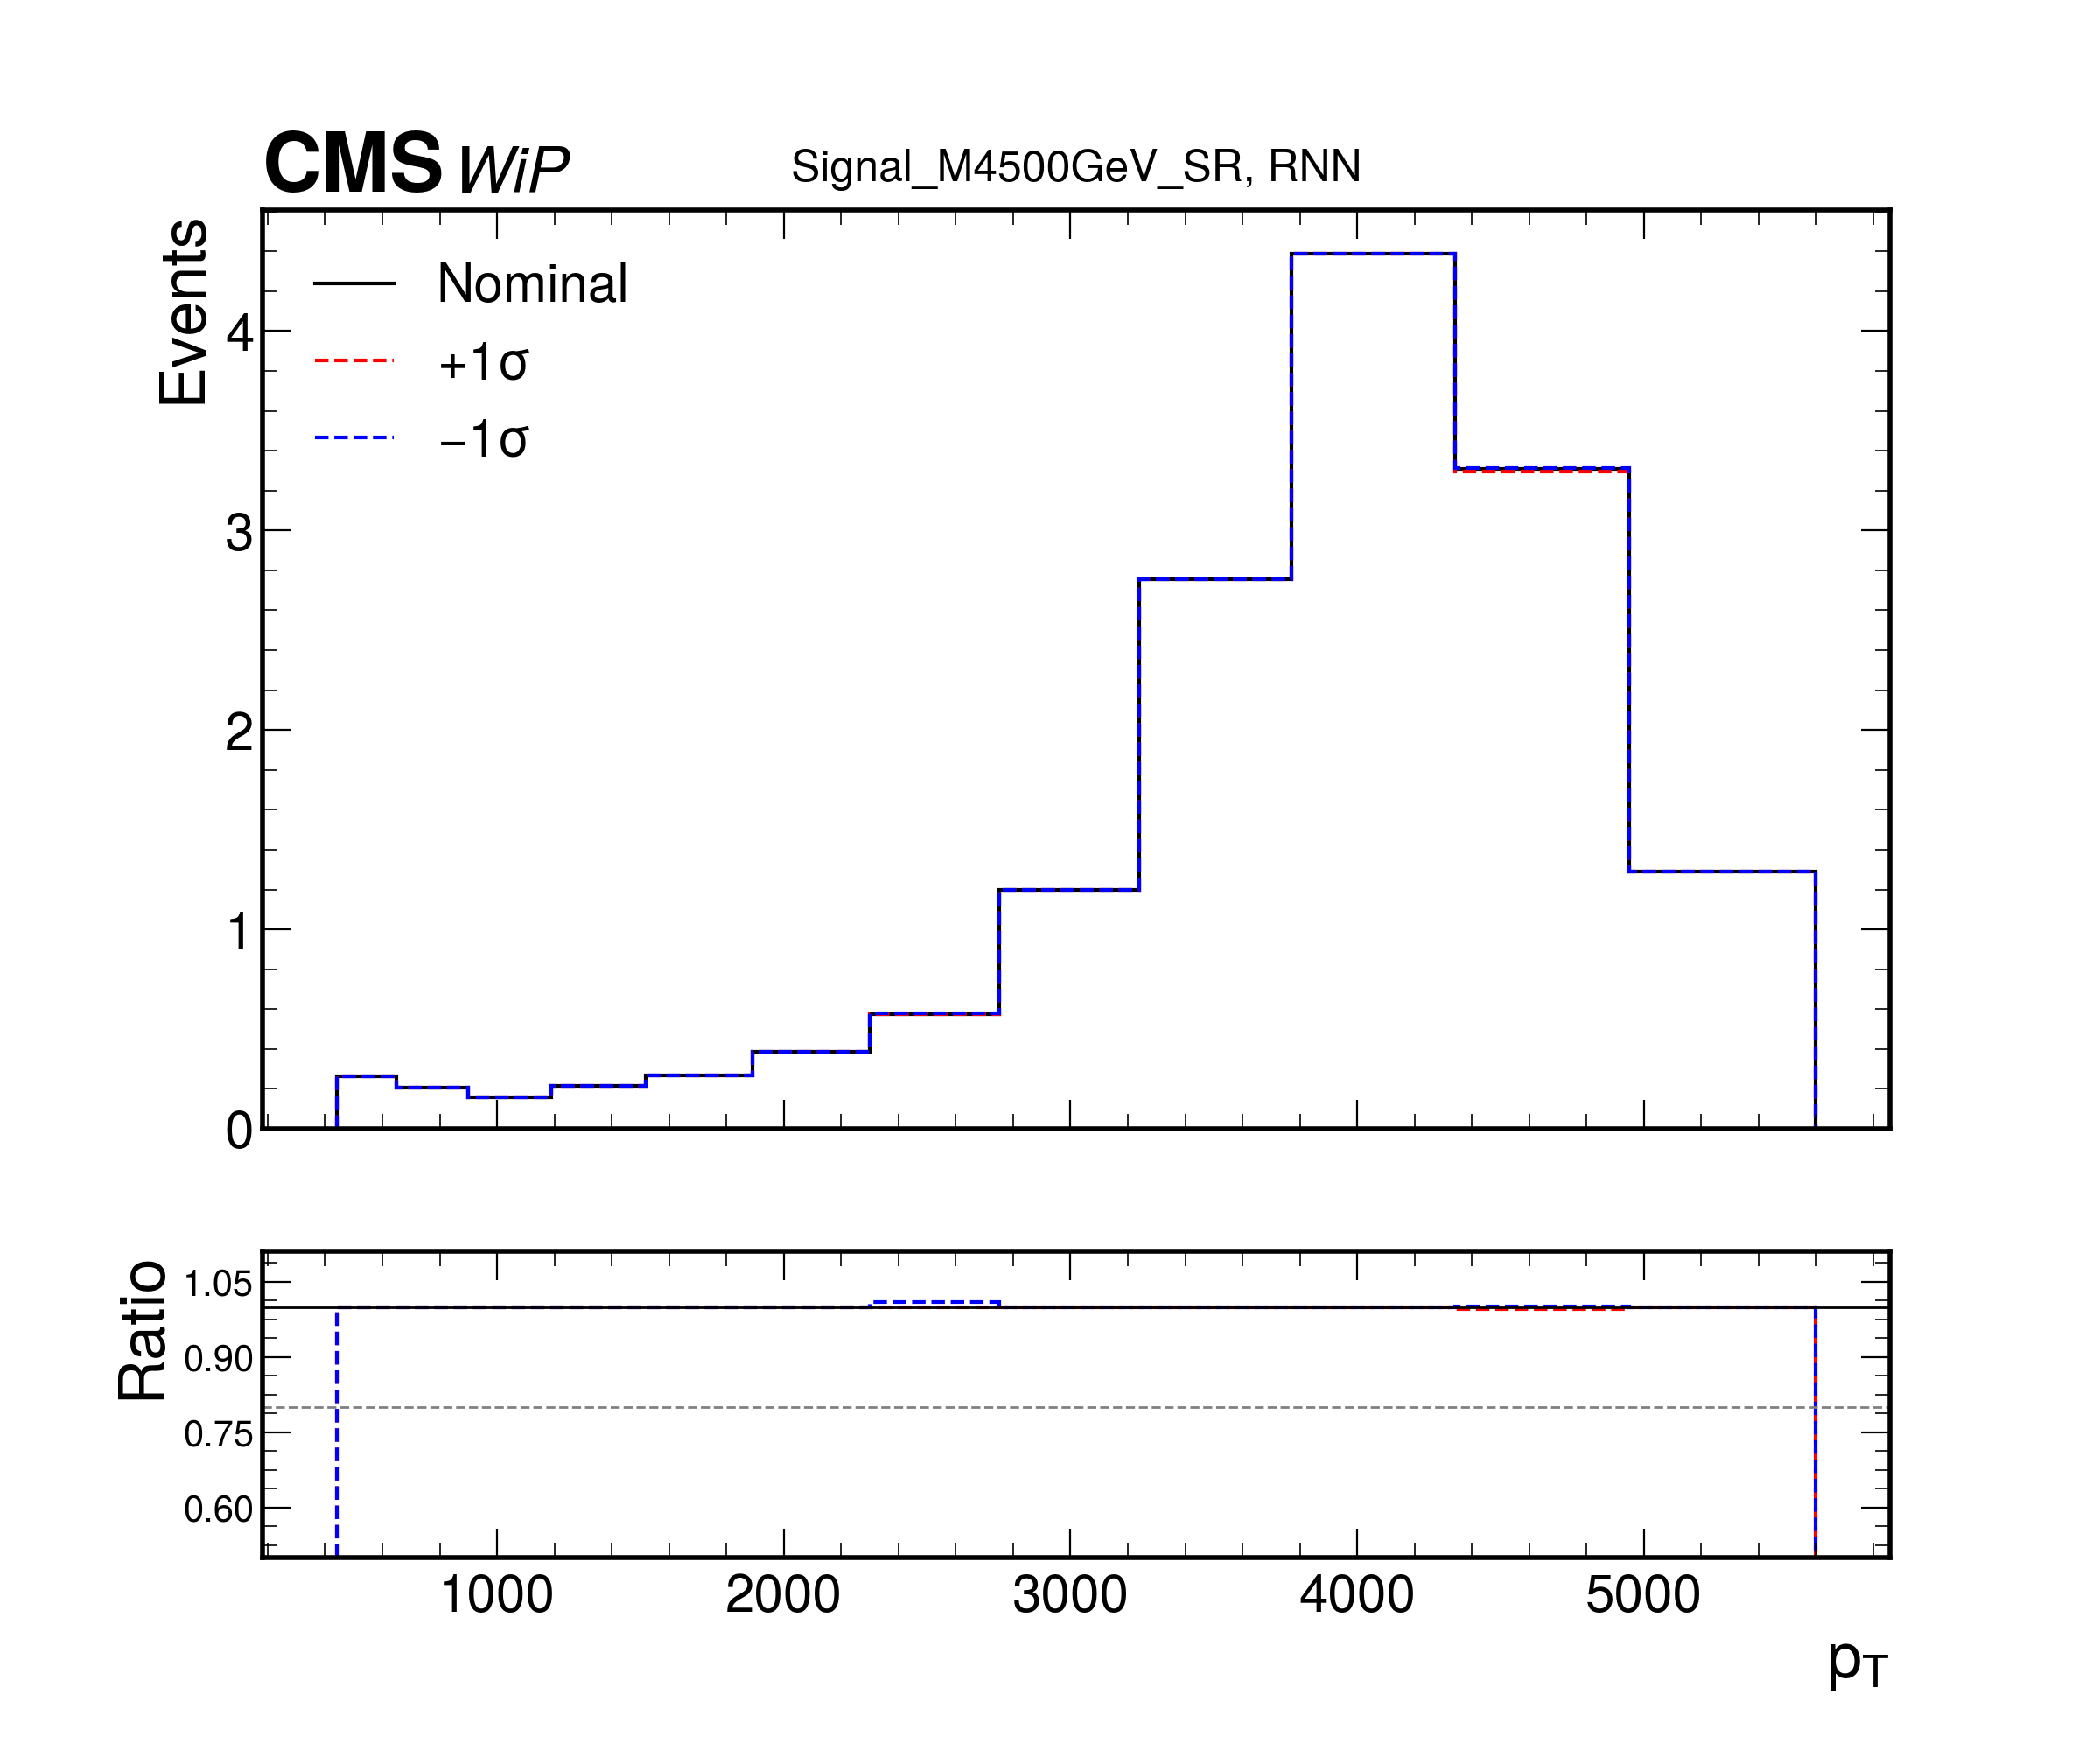 CMS WiP Signal_M4500GeV_SR, RNN
Events
Nominal
+1σ
−1σ
4
3
2
1
0
Ratio
1.05
0.90
0.75
0.60
1000 2000 3000 4000 5000
pT